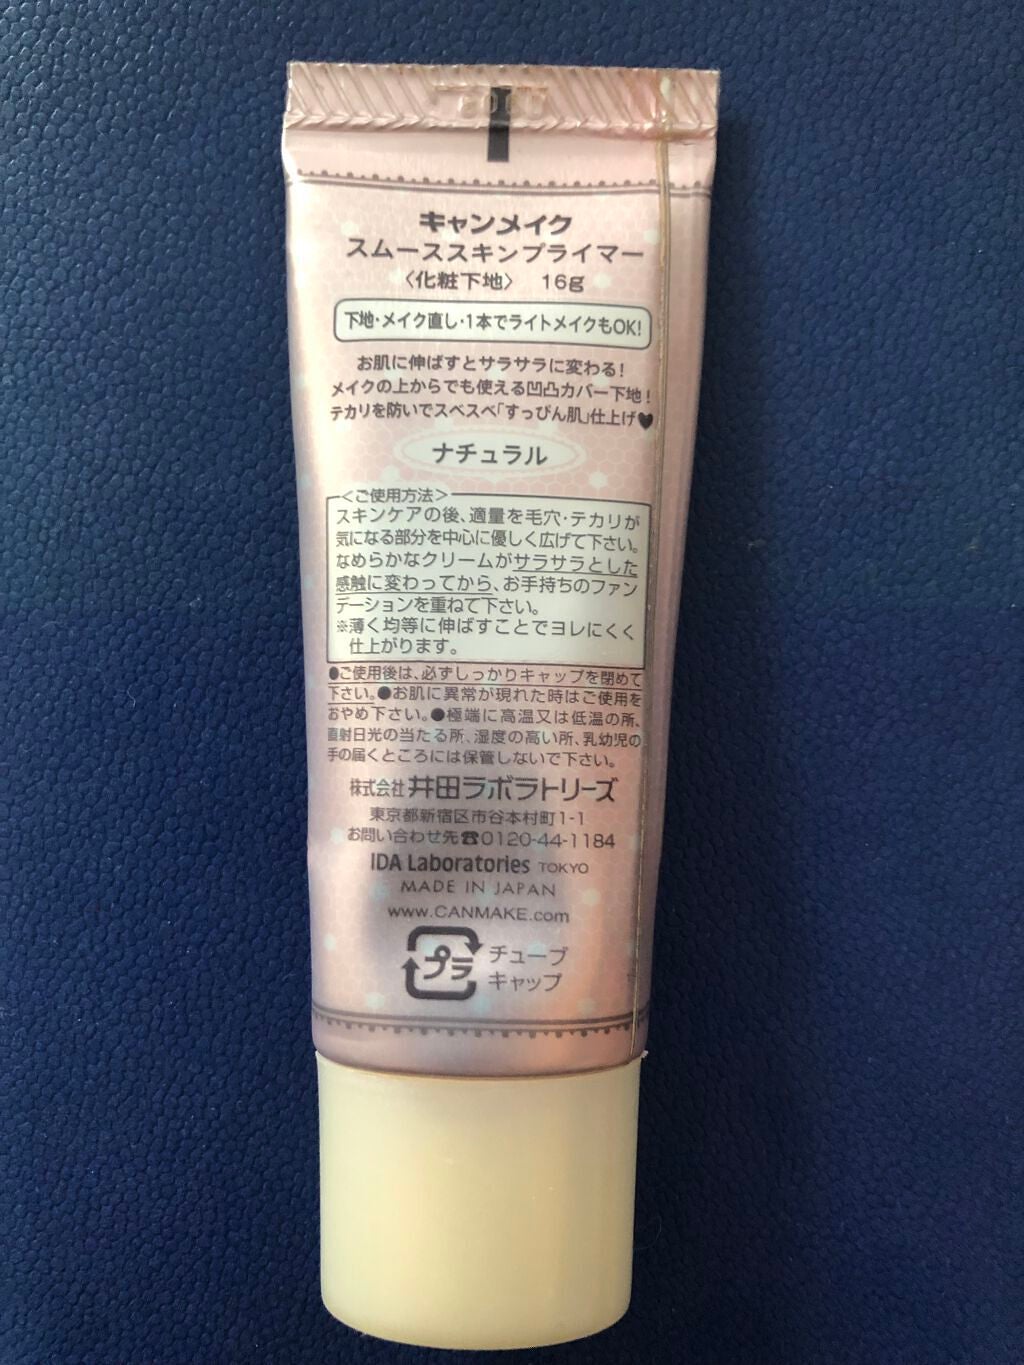 キャンメイク
スムーススキンプライマー
〈化粧下地〉 16g
下地・メイク直し・1本でライトメイクもOK!
お肌に伸ばすとサラサラに変わる!
メイクの上からでも使える凹凸カバー下地!
テカリを防いでスベスベ「すっぴん肌」仕上げ♥
ナチュラル
<ご使用方法>
スキンケアの後、適量を毛穴・テカリが
気になる部分を中心に優しく広げて下さい。
なめらかなクリームがサラサラとした
感触に変わってから、お手持ちのファン
デーションを重ねて下さい。
※薄く均等に伸ばすことでヨレにくく
仕上がります。
●ご使用後は、必ずしっかりキャップを閉めて
下さい。●お肌に異常が現れた時はご使用を
おやめ下さい。●極端に高温又は低温の所、
直射日光の当たる所、湿度の高い所、乳幼児の
手の届くところには保管しないで下さい。
株式会社 井田ラボラトリーズ
東京都新宿区市谷本村町1-1
お問い合わせ先☎0120-44-1184
IDA Laboratories TOKYO
MADE IN JAPAN
www.CANMAKE.com
プラ チューブ
キャップ